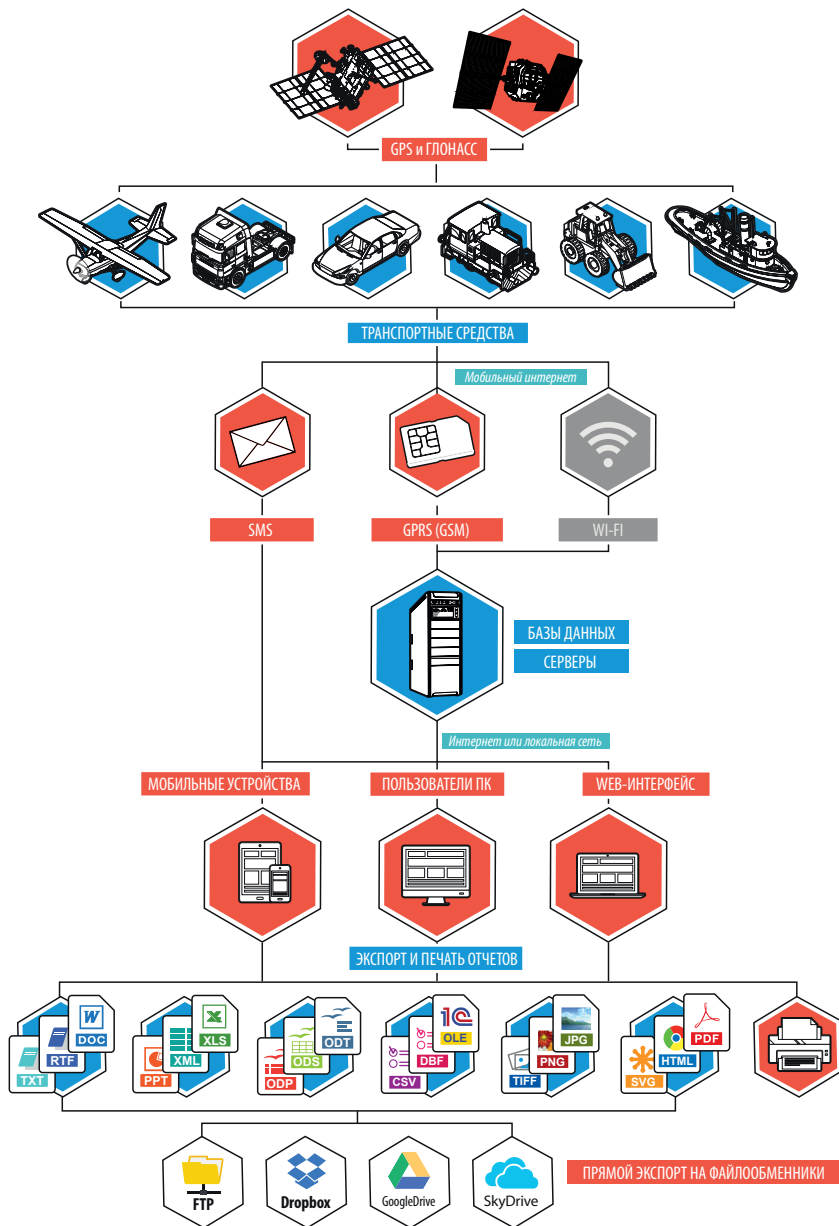 GPS и ГЛОНАСС
ТРАНСПОРТНЫЕ СРЕДСТВА
Мобильный интернет
SMS
GPRS (GSM)
WI-FI
БАЗЫ ДАННЫХ
СЕРВЕРЫ
Интернет или локальная сеть
МОБИЛЬНЫЕ УСТРОЙСТВА
ПОЛЬЗОВАТЕЛИ ПК
WEB-ИНТЕРФЕЙС
ЭКСПОРТ И ПЕЧАТЬ ОТЧЕТОВ
W
DOC
RTF
TXT
X
XLS
XML
PPT
ODT
ODS
ODP
1С
OLE
DBF
CSV
JPG
PNG
TIFF
PDF
HTML
SVG
FTP
Dropbox
GoogleDrive
SkyDrive
ПРЯМОЙ ЭКСПОРТ НА ФАЙЛООБМЕННИКИ